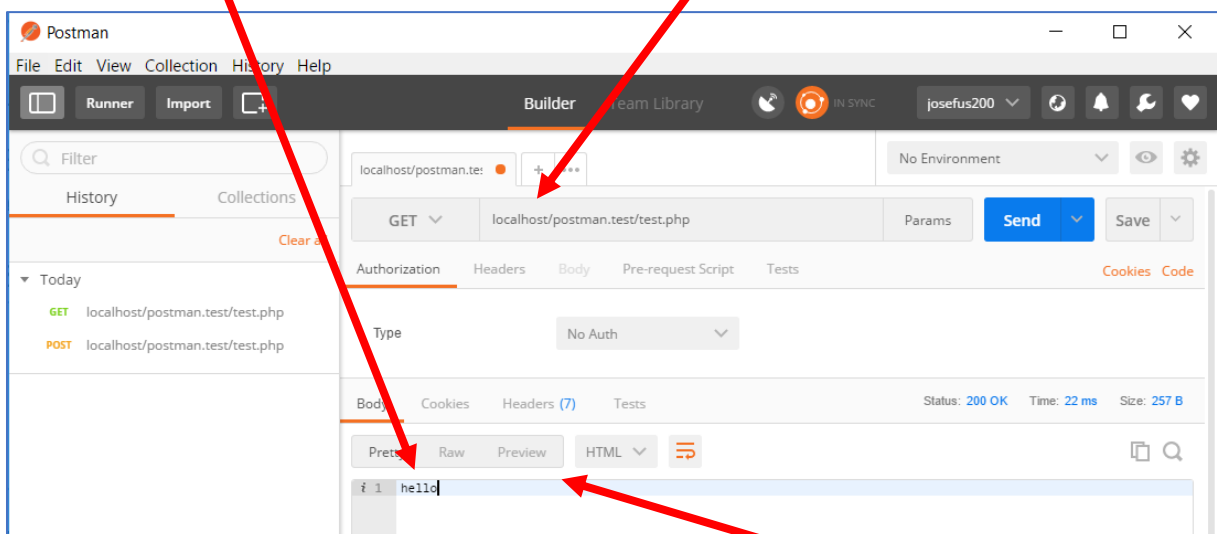 Postman
File Edit View Collection History Help
Runner Import Builder Team Library IN SYNC josefus200
Filter
History Collections
Clear all
Today
GET localhost/postman.test/test.php
POST localhost/postman.test/test.php
localhost/postman.te: + ••• No Environment
GET localhost/postman.test/test.php Params Send Save
Authorization Headers Body Pre-request Script Tests Cookies Code
Type No Auth
Body Cookies Headers (7) Tests Status: 200 OK Time: 22 ms Size: 257 B
Pretty Raw Preview HTML
i 1 hello